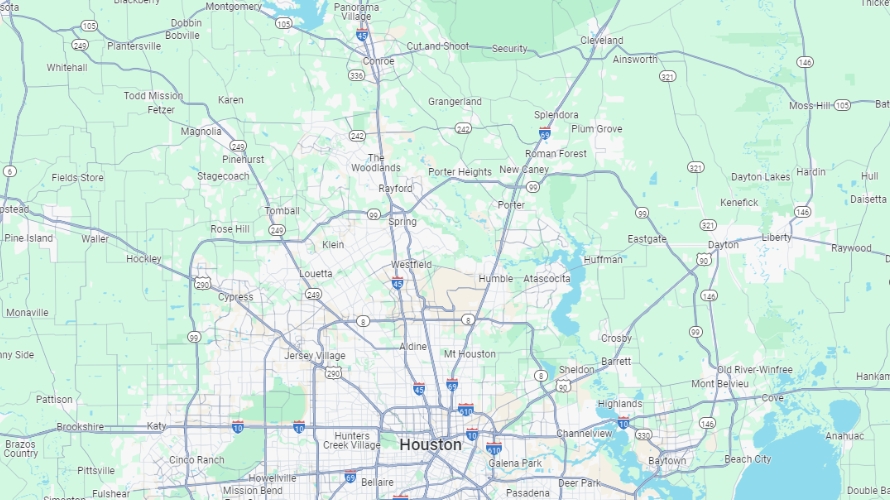 Blackberry
Montgomery
Panorama
Village
Dobbin
105
105
45
Bobville
249
Plantersville
Cut and Shoot
Security
Cleveland
Conroe
Ainsworth
146
Whitehall
336
321
Todd Mission
Karen
Grangerland
Fetzer
Moss Hill
105
Splendora
Magnolia
242
242
69
Plum Grove
249
Roman Forest
Pinehurst
The
Woodlands
Porter Heights
New Caney
321
6
Fields Store
Stagecoach
Dayton Lakes
Hardin
Hull
Rayford
99
Daisetta
Kenefick
Porter
Tomball
99
Spring
99
146
Rose Hill
249
321
Pine Island
Waller
Klein
Eastgate
Dayton
Liberty
Raywood
Hockley
Westfield
Huffman
90
Louetta
Humble
Atascocita
290
45
Cypress
249
146
Monaville
8
8
99
99
Crosby
Aldine
Mt Houston
Jersey Village
Barrett
Sheldon
Old River-Winfree
290
8
90
Mont Belvieu
45
69
Pattison
Cove
610
Highlands
Brookshire
Katy
10
10
10
146
Hunters
Creek Village
Houston
10
Channelview
330
Anahuac
Brazos
Country
610
Cinco Ranch
Galena Park
Baytown
Beach City
Pittsville
69
Howellville
Bellaire
Deer Park
Fulshear
Mission Bend
Pasadena